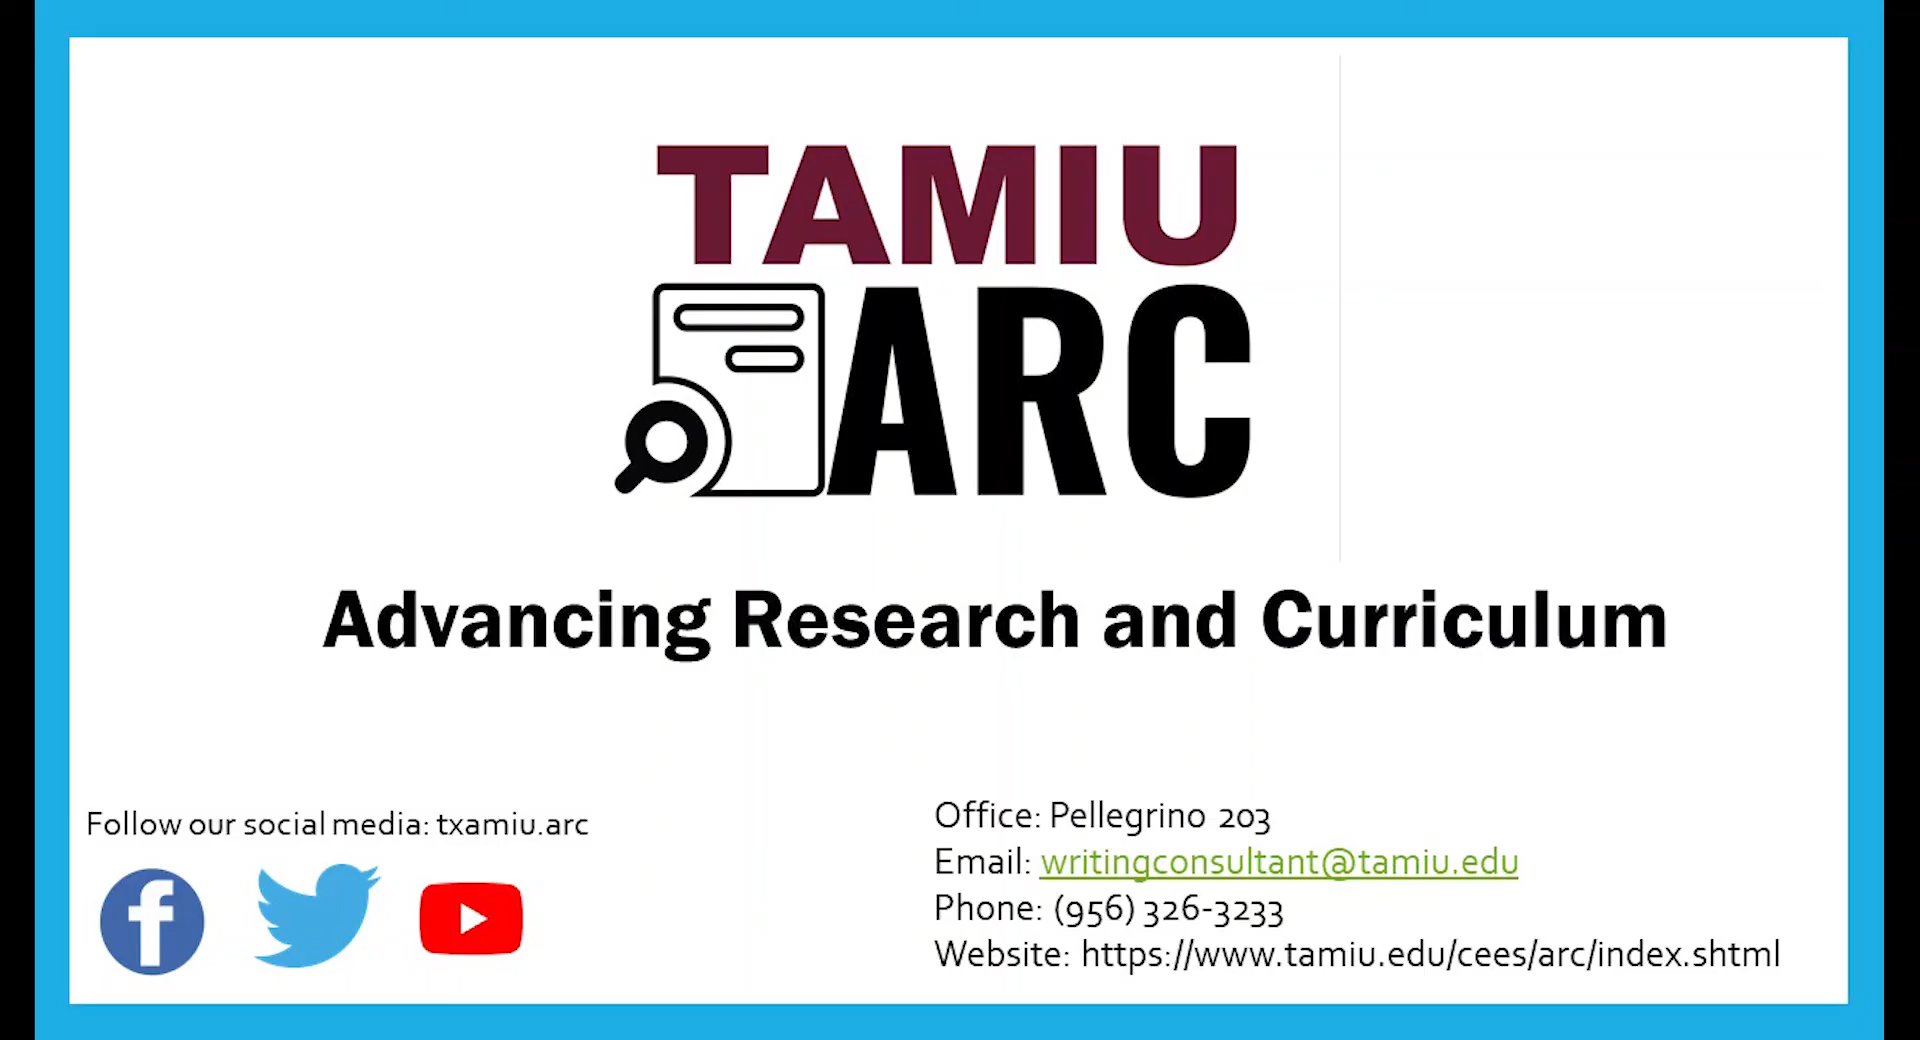 TAMIU
ARC
Advancing Research and Curriculum
Follow our social media: txamiu.arc
Office: Pellegrino 203
Email: writingconsultant@tamiu.edu
Phone: (956) 326-3233
Website: https://www.tamiu.edu/cees/arc/index.shtml